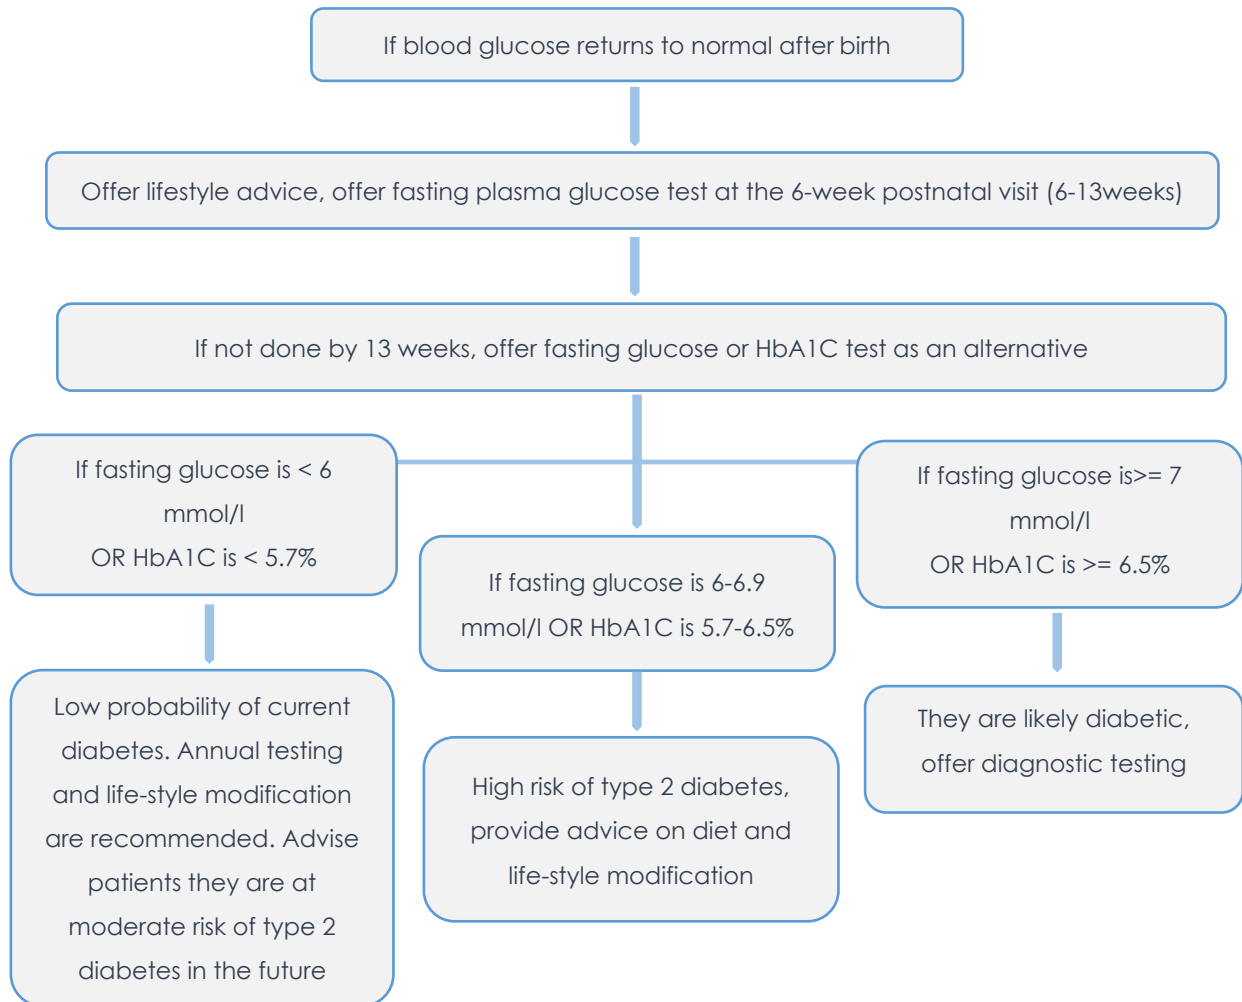 If blood glucose returns to normal after birth
Offer lifestyle advice, offer fasting plasma glucose test at the 6-week postnatal visit (6-13weeks)
If not done by 13 weeks, offer fasting glucose or HbA1C test as an alternative
If fasting glucose is < 6
mmol/l
OR HbA1C is < 5.7%
If fasting glucose is 6-6.9
mmol/l OR HbA1C is 5.7-6.5%
If fasting glucose is>= 7
mmol/l
OR HbA1C is >= 6.5%
Low probability of current
diabetes. Annual testing
and life-style modification
are recommended. Advise
patients they are at
moderate risk of type 2
diabetes in the future
High risk of type 2 diabetes,
provide advice on diet and
life-style modification
They are likely diabetic,
offer diagnostic testing